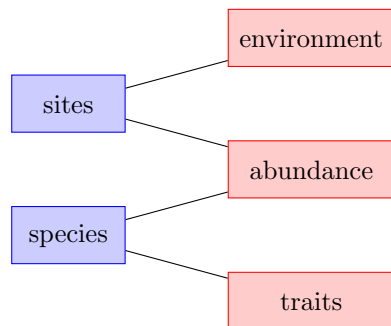 environment
sites
abundance
species
traits